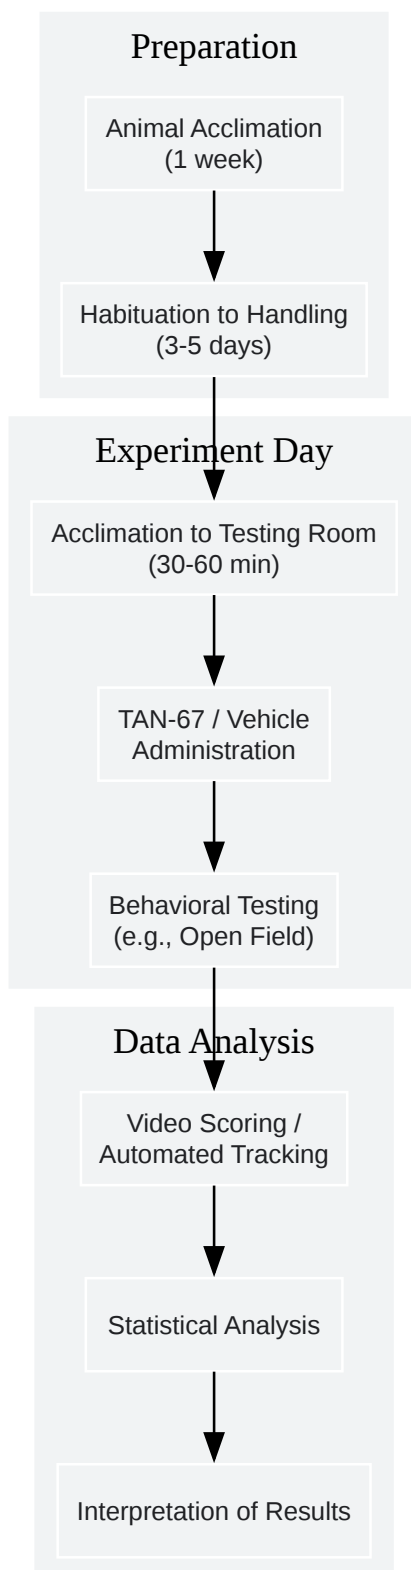 Preparation
Animal Acclimation
(1 week)
Habituation to Handling
(3-5 days)
Experiment Day
Acclimation to Testing Room
(30-60 min)
TAN-67 / Vehicle
Administration
Behavioral Testing
(e.g., Open Field)
Data Analysis
Video Scoring /
Automated Tracking
Statistical Analysis
Interpretation of Results